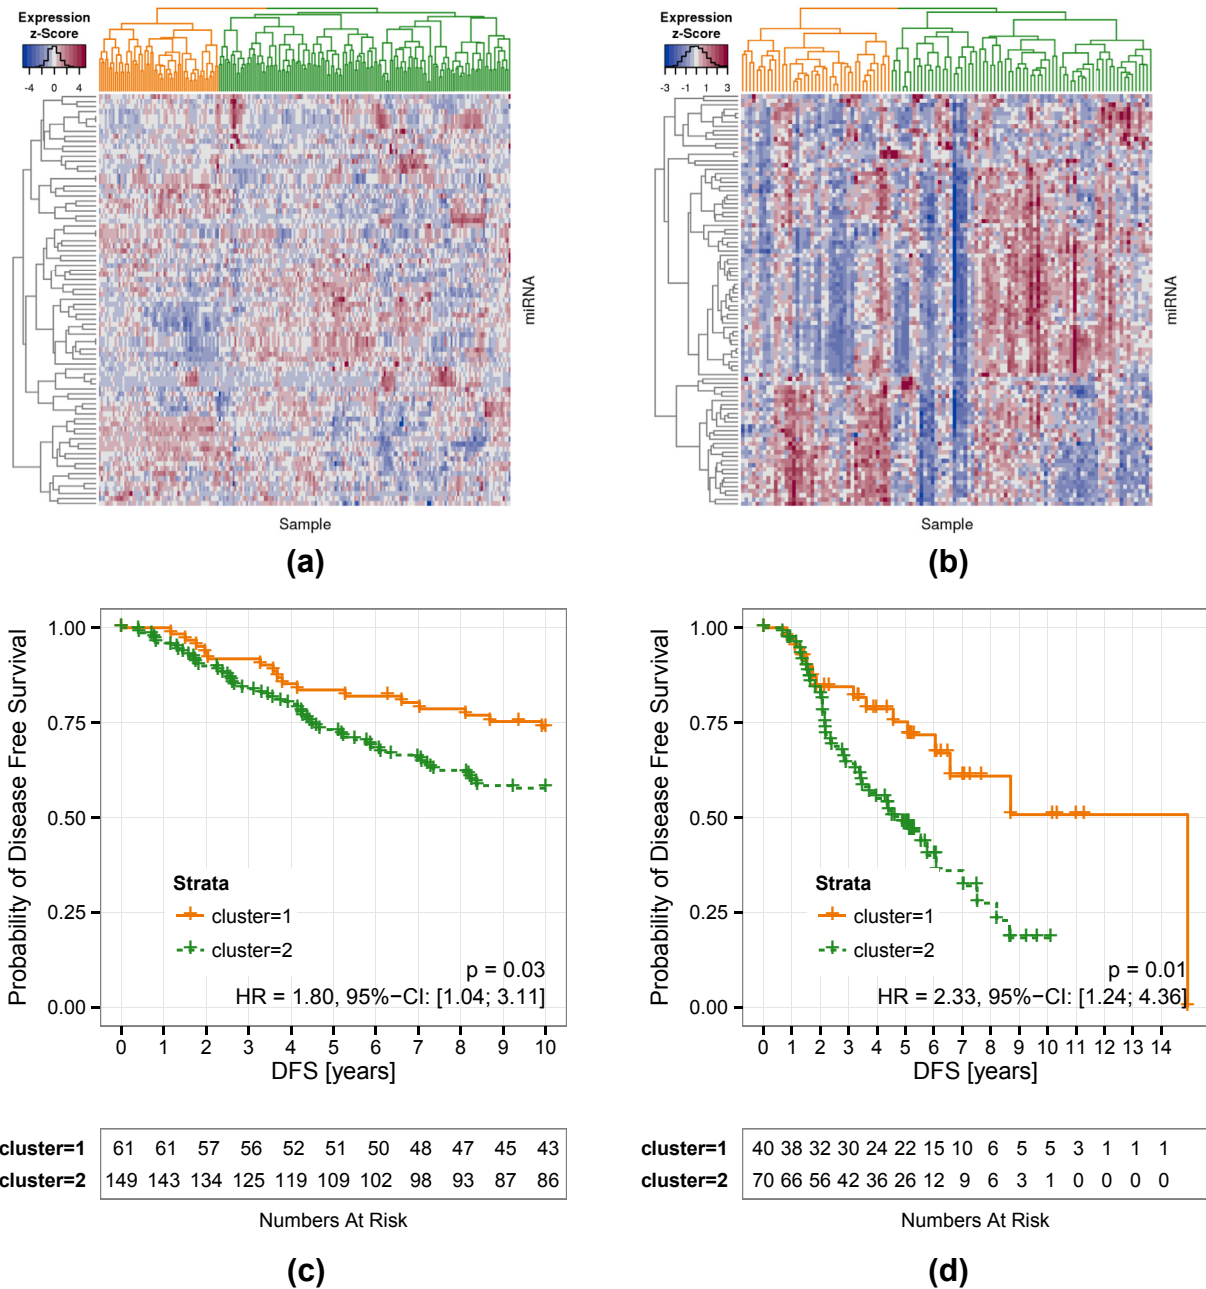 Expression
z-Score
-4 0 4
miRNA
Sample
(a)
Expression
z-Score
-3 -1 1 3
miRNA
Sample
(b)
Probability of Disease Free Survival
1.00
0.75
0.50
0.25
0.00
Strata
cluster=1
cluster=2
p = 0.03
HR = 1.80, 95%−CI: [1.04; 3.11]
0 1 2 3 4 5 6 7 8 9 10
DFS [years]
cluster=1 61 61 57 56 52 51 50 48 47 45 43
cluster=2 149 143 134 125 119 109 102 98 93 87 86
Numbers At Risk
(c)
Probability of Disease Free Survival
1.00
0.75
0.50
0.25
0.00
Strata
cluster=1
cluster=2
p = 0.01
HR = 2.33, 95%−CI: [1.24; 4.36]
0 1 2 3 4 5 6 7 8 9 10 11 12 13 14
DFS [years]
cluster=1 40 38 32 30 24 22 15 10 6 5 5 3 1 1 1
cluster=2 70 66 56 42 36 26 12 9 6 3 1 0 0 0 0
Numbers At Risk
(d)